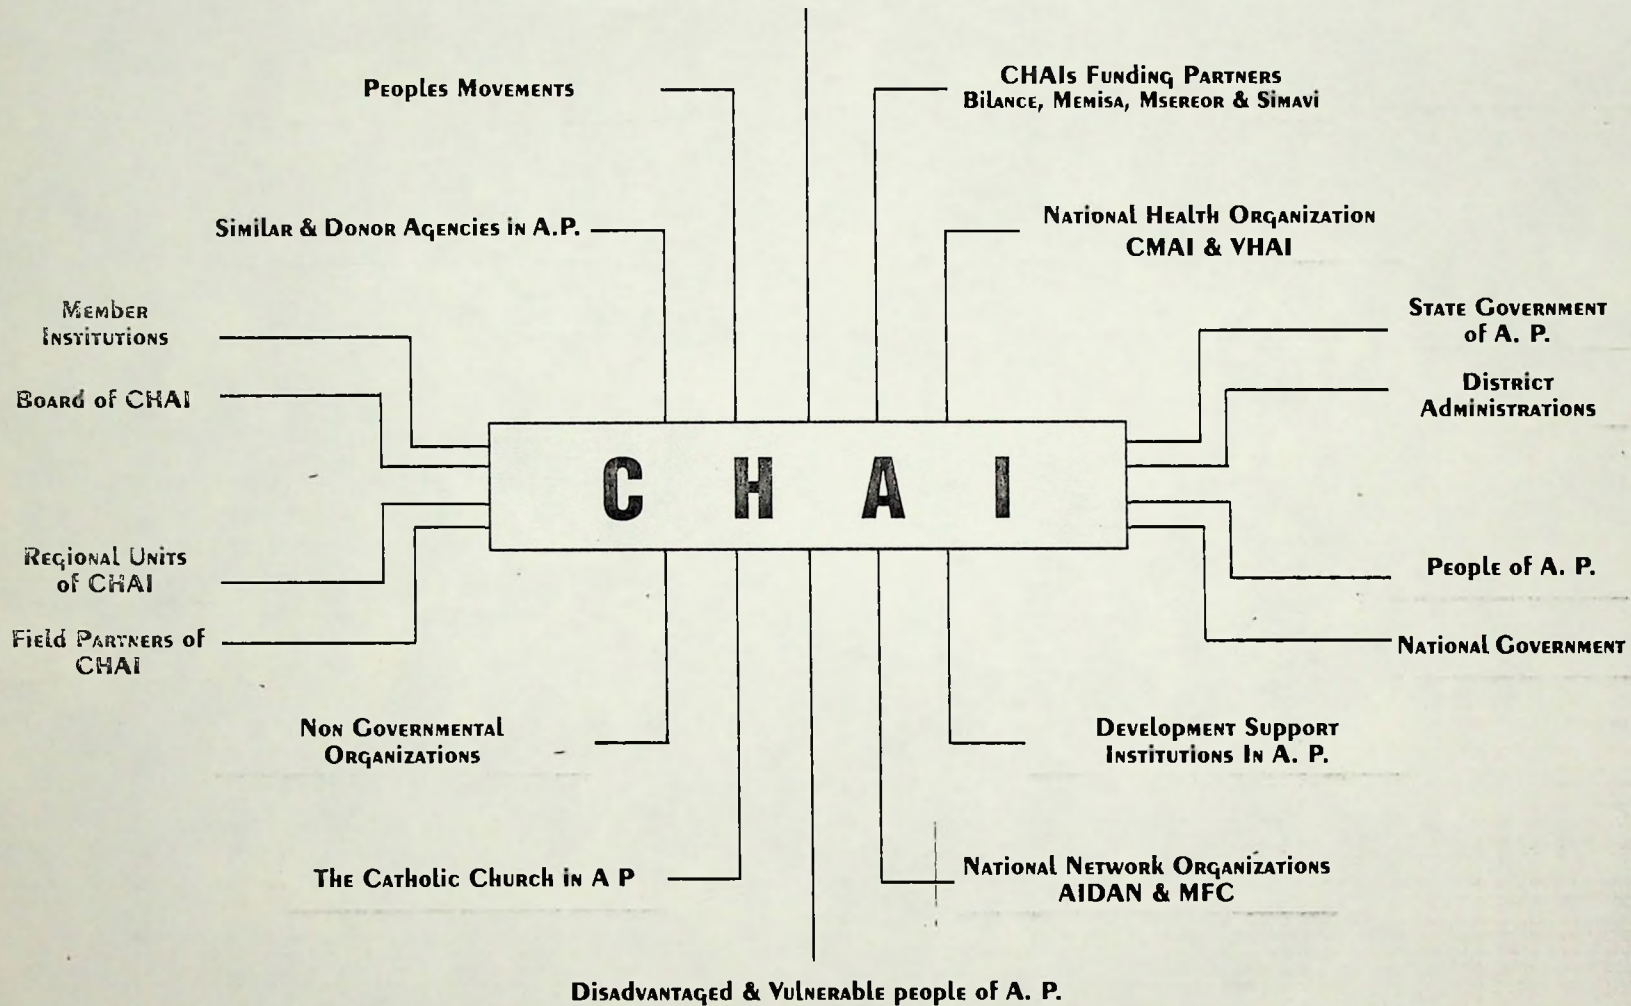 Peoples Movements
CHAIs Funding Partners
Bilance, Memisa, Msereor & Simavi
Similar & Donor Agencies in A.P.
National Health Organization
CMAI & VHAI
Member
Institutions
State Government
of A. P.
Board of CHAI
District
Administrations
C H A I
Regional Units
of CHAI
People of A. P.
Field Partners of
CHAI
National Government
Non Governmental
Organizations
Development Support
Institutions In A. P.
The Catholic Church in A P
National Network Organizations
AIDAN & MFC
Disadvantaged & Vulnerable people of A. P.